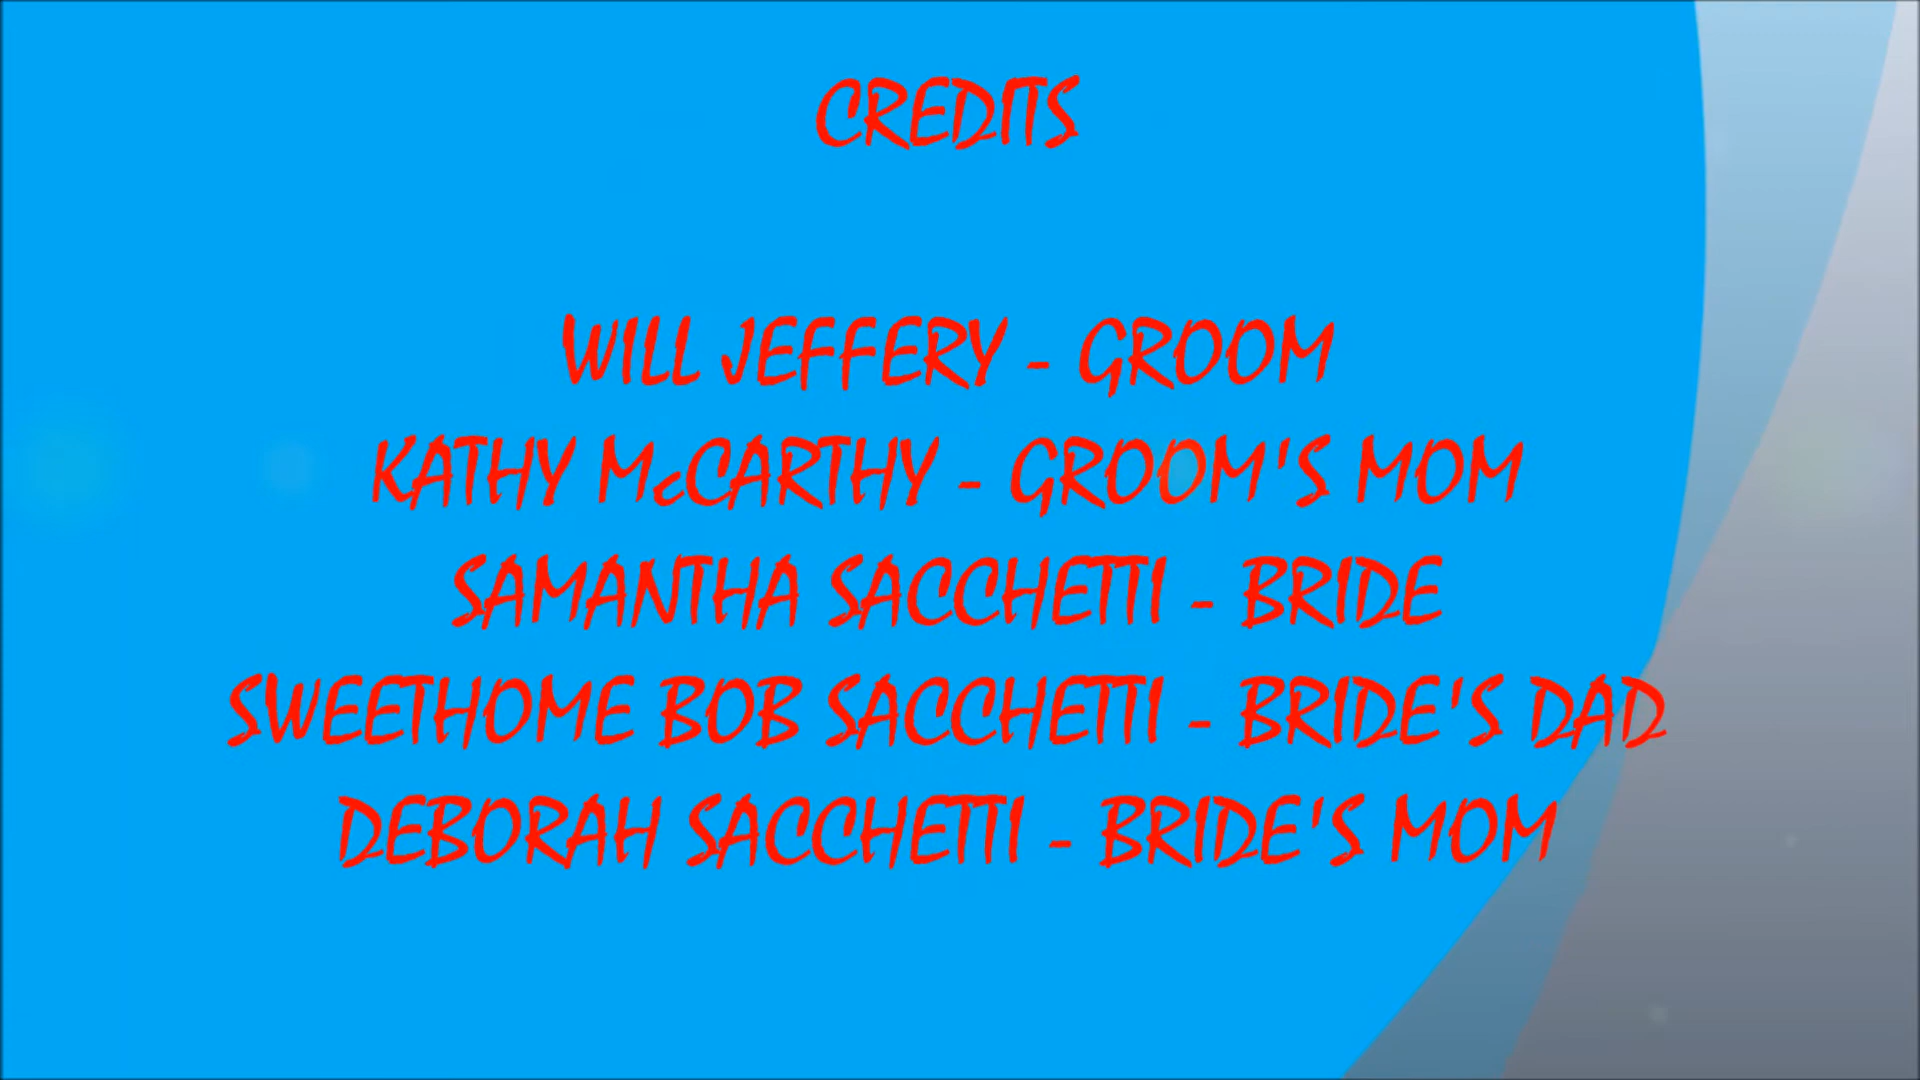 CREDITS
WILL JEFFERY - GROOM
KATHY McCARTHY - GROOM'S MOM
SAMANTHA SACCHETTI - BRIDE
SWEETHOME BOB SACCHETTI - BRIDE'S DAD
DEBORAH SACCHETTI - BRIDE'S MOM